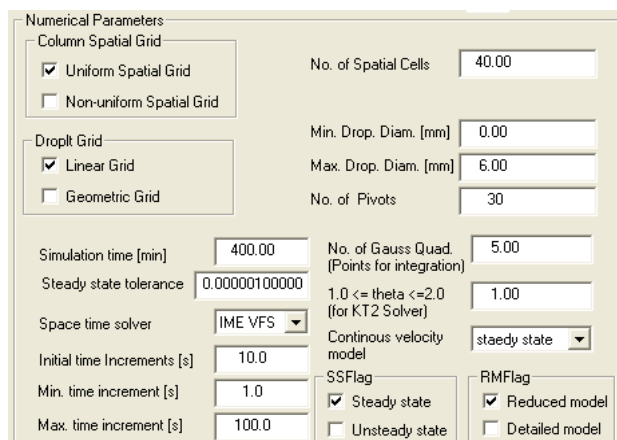 Numerical Parameters
Column Spatial Grid
Uniform Spatial Grid
Non-uniform Spatial Grid
No. of Spatial Cells 40.00
Droplt Grid
Linear Grid
Geometric Grid
Min. Drop. Diam. [mm] 0.00
Max. Drop. Diam. [mm] 6.00
No. of Pivots 30
Simulation time [min] 400.00
Steady state tolerance 0.00000100000
Space time solver IME VFS
Initial time Increments [s] 10.0
Min. time increment [s] 1.0
Max. time increment [s] 100.0
No. of Gauss Quad. 5.00
(Points for integration)
1.0 <= theta <=2.0 1.00
(for KT2 Solver)
Continous velocity
model staedy state
SSFlag
Steady state
Unsteady state
RMFlag
Reduced model
Detailed model